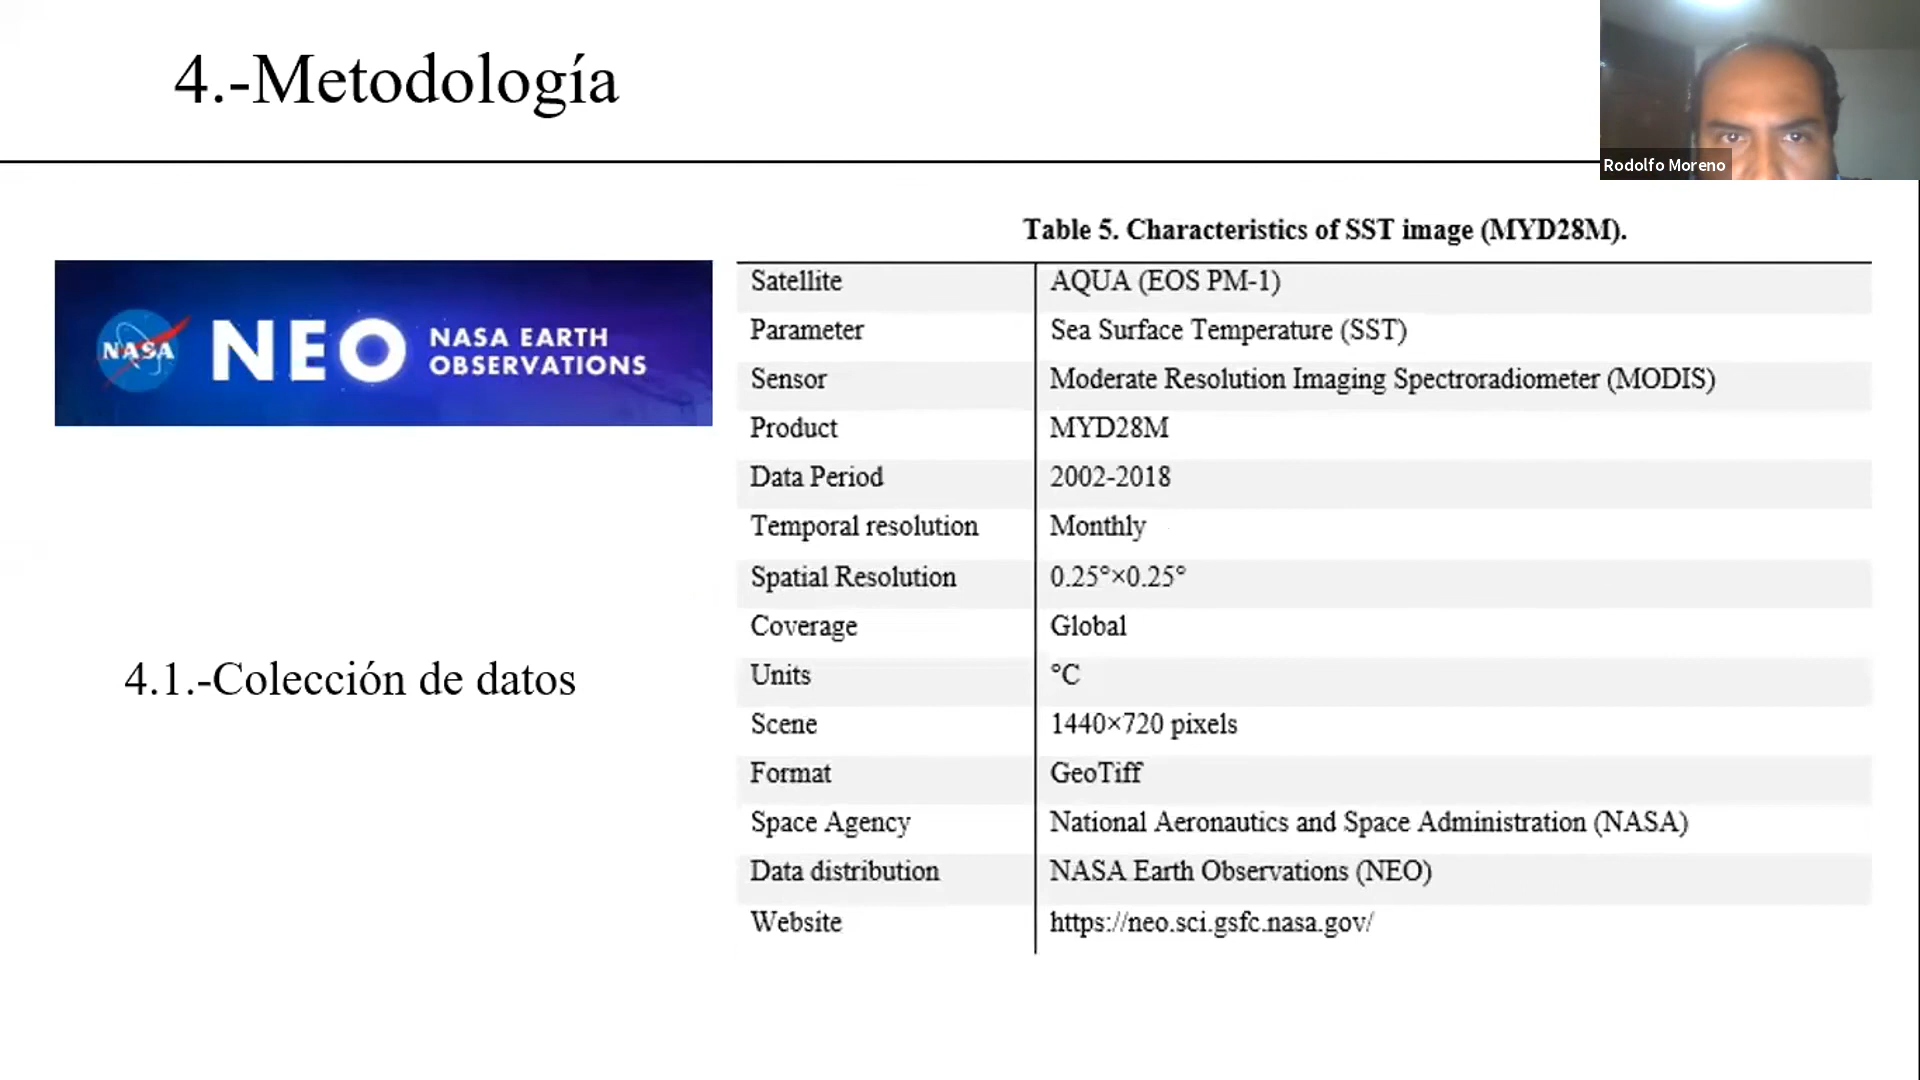 4.-Metodología
Rodolfo Moreno
Table 5. Characteristics of SST image (MYD28M).
NASA
NEO
NASA EARTH
OBSERVATIONS
Satellite AQUA (EOS PM-1)
Parameter Sea Surface Temperature (SST)
Sensor Moderate Resolution Imaging Spectroradiometer (MODIS)
Product MYD28M
Data Period 2002-2018
Temporal resolution Monthly
Spatial Resolution 0.25°×0.25°
Coverage Global
Units °C
Scene 1440×720 pixels
Format GeoTiff
Space Agency National Aeronautics and Space Administration (NASA)
Data distribution NASA Earth Observations (NEO)
Website https://neo.sci.gsfc.nasa.gov/
4.1.-Colección de datos